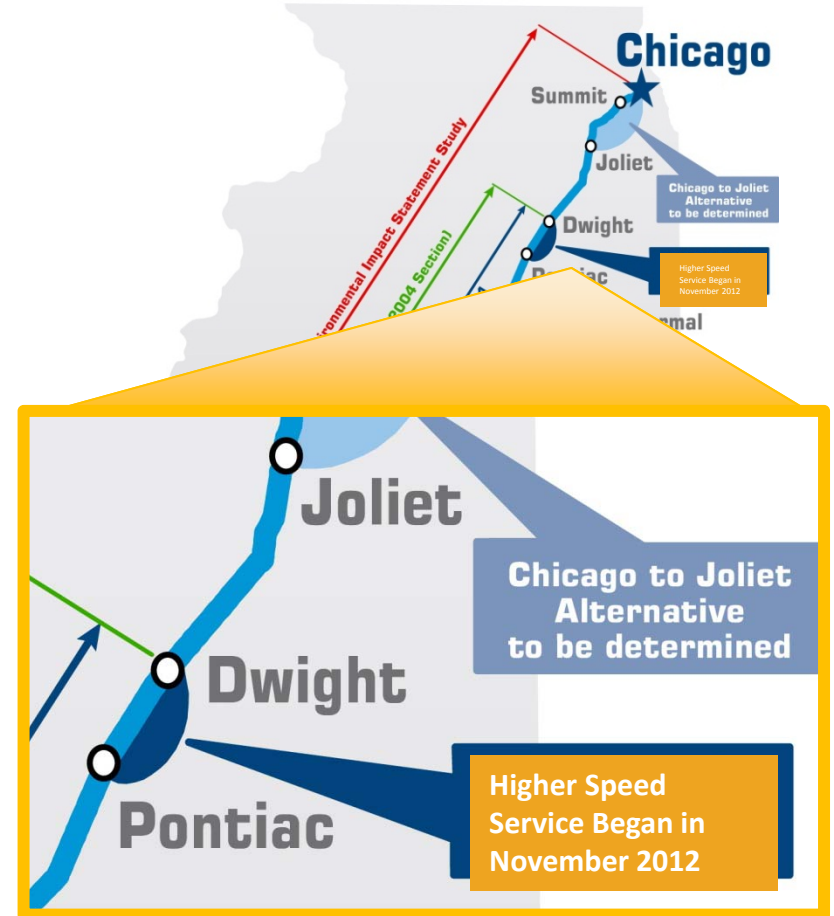 Chicago
Summit
Joliet
Chicago to Joliet
Alternative
to be determined
Dwight
Higher Speed
Service Began in
November 2012
Impact Statement Study
2004 Section)
Joliet
Chicago to Joliet
Alternative
to be determined
Dwight
Pontiac
Higher Speed
Service Began in
November 2012